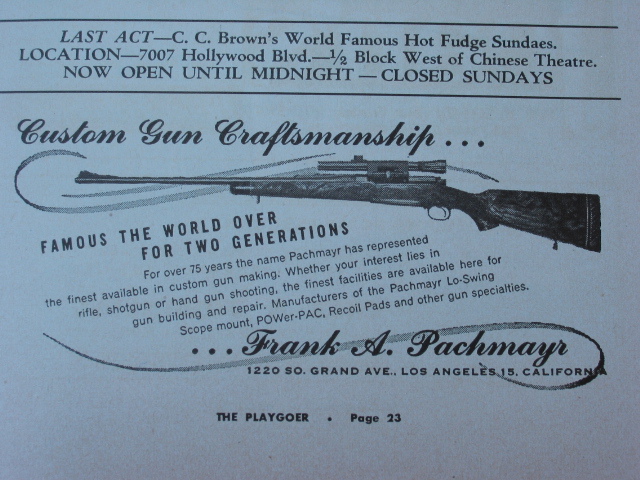 LAST ACT—C. C. Brown's World Famous Hot Fudge Sundaes.
LOCATION—7007 Hollywood Blvd.—½ Block West of Chinese Theatre.
NOW OPEN UNTIL MIDNIGHT — CLOSED SUNDAYS
Custom Gun Craftsmanship . . .
FAMOUS THE WORLD OVER
FOR TWO GENERATIONS
For over 75 years the name Pachmayr has represented
the finest available in custom gun making. Whether your interest lies in
rifle, shotgun or hand gun shooting, the finest facilities are available here for
gun building and repair. Manufacturers of the Pachmayr Lo-Swing
Scope mount, POWer-PAC, Recoil Pads and other gun specialties.
. . . Frank A. Pachmayr
1220 SO. GRAND AVE., LOS ANGELES 15, CALIFORNIA
THE PLAYGOER • Page 23